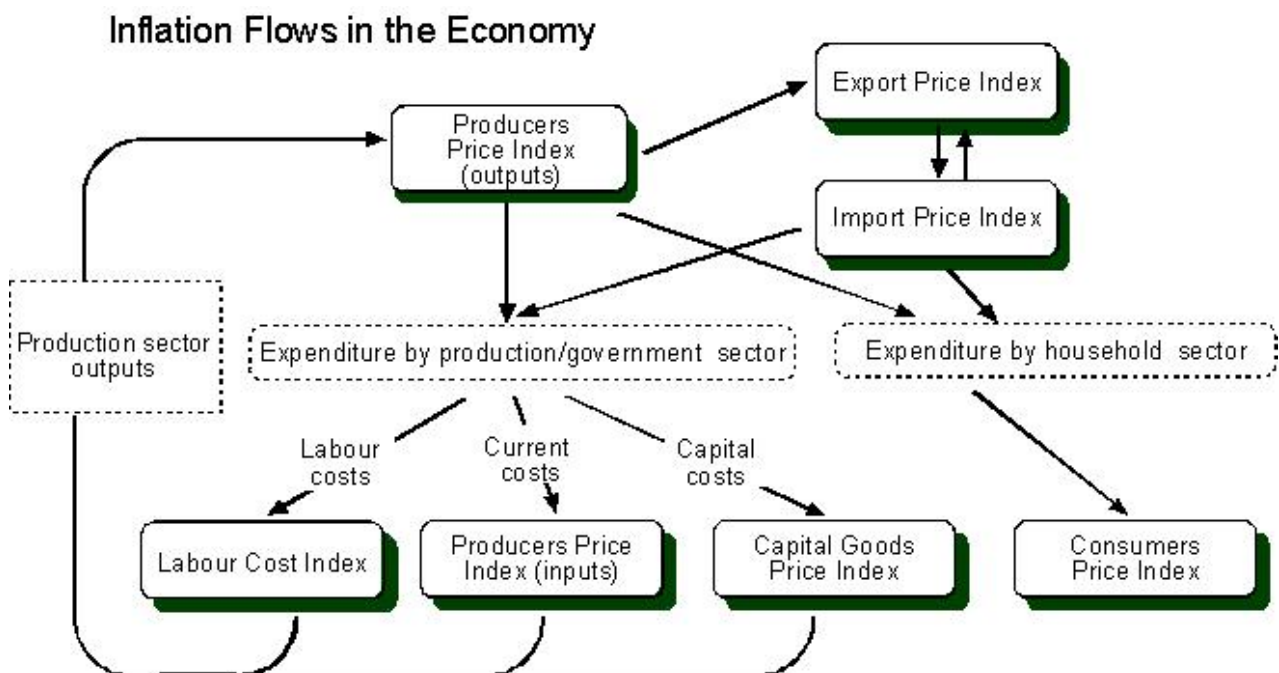 Inflation Flows in the Economy
Export Price Index
Producers
Price Index
(outputs)
Import Price Index
Production sector
outputs
Expenditure by production/government sector
Expenditure by household sector
Labour
costs
Current
costs
Capital
costs
Labour Cost Index
Producers Price
Index (inputs)
Capital Goods
Price Index
Consumers
Price Index